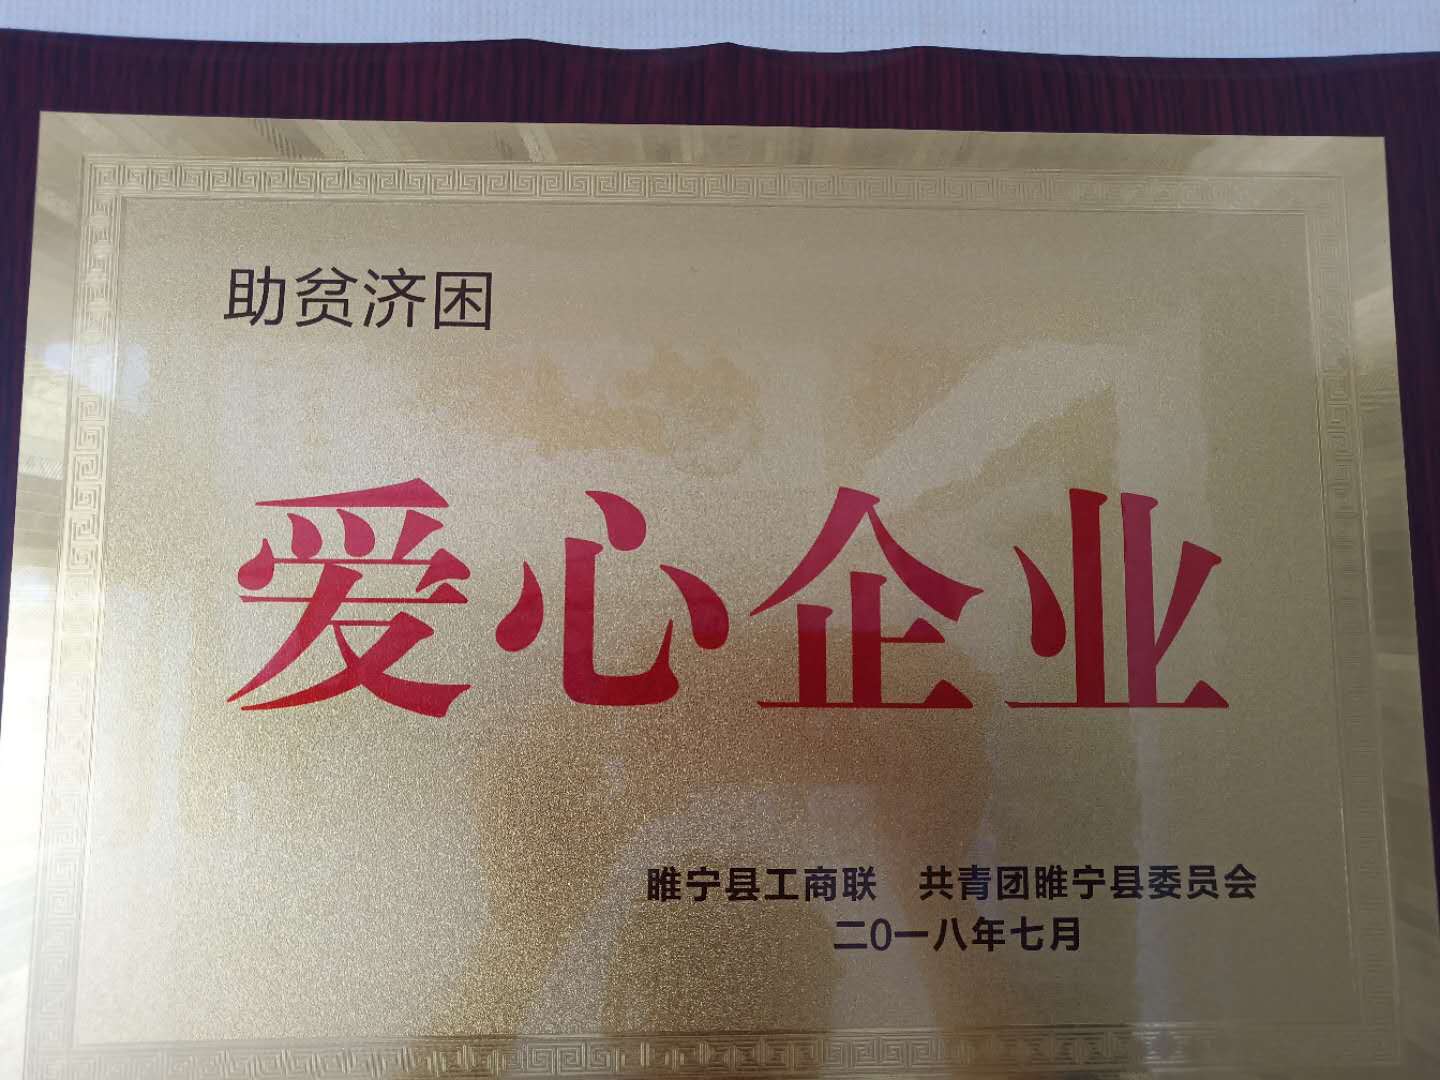 助贫济困
爱心企业
睢宁县工商联 共青团睢宁县委员会
二0一八年七月